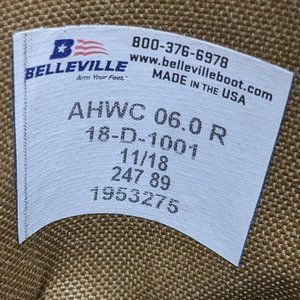 800-376-6978
BELLEVILLE
www.bellevilleboot.com
Arm Your Feet.
MADE IN THE USA
AHWC 06.0 R
18-D-1001
11/18
247 89
1953275